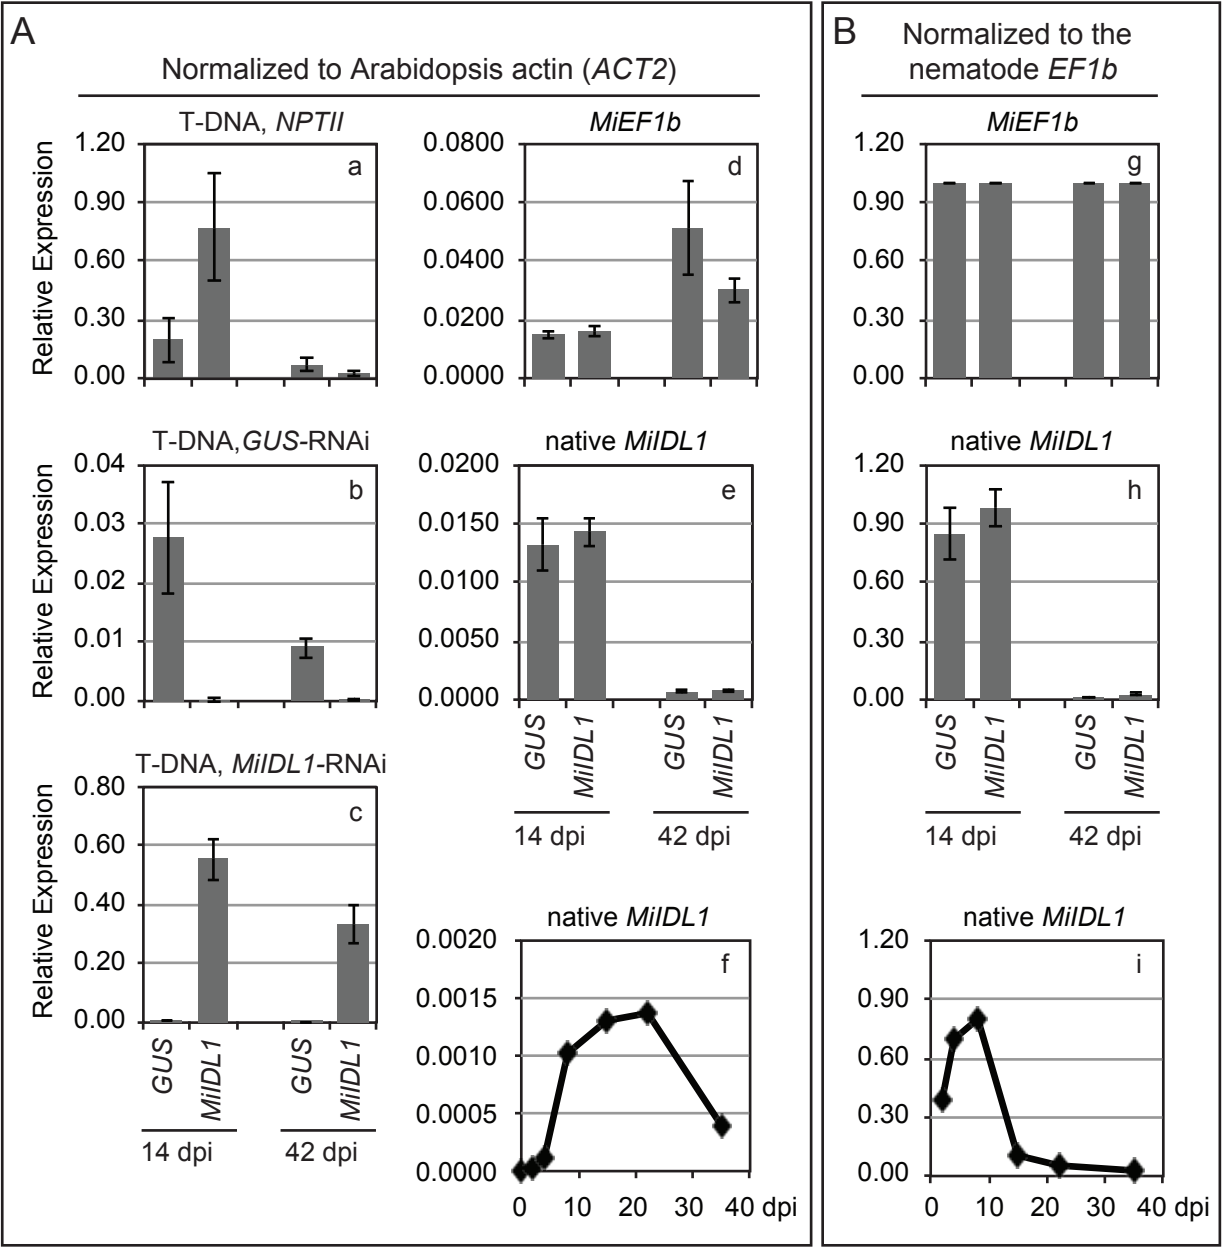 A
Normalized to Arabidopsis actin (ACT2)
T-DNA, NPTII
Relative Expression
1.20
0.90
0.60
0.30
0.00
a
MiEF1b
0.0800
0.0600
0.0400
0.0200
0.0000
d
T-DNA,GUS-RNAi
Relative Expression
0.04
0.03
0.02
0.01
0.00
b
native MiIDL1
0.0200
0.0150
0.0100
0.0050
0.0000
e
GUS
MiIDL1
GUS
MiIDL1
14 dpi
42 dpi
T-DNA, MiIDL1-RNAi
Relative Expression
0.80
0.60
0.40
0.20
0.00
c
GUS
MiIDL1
GUS
MiIDL1
14 dpi
42 dpi
native MiIDL1
0.0020
0.0015
0.0010
0.0005
0.0000
f
0 10 20 30 40 dpi
B
Normalized to the
nematode EF1b
MiEF1b
1.20
0.90
0.60
0.30
0.00
g
native MiIDL1
1.20
0.90
0.60
0.30
0.00
h
GUS
MiIDL1
GUS
MiIDL1
14 dpi
42 dpi
native MiIDL1
1.20
0.90
0.60
0.30
0.00
i
0 10 20 30 40 dpi